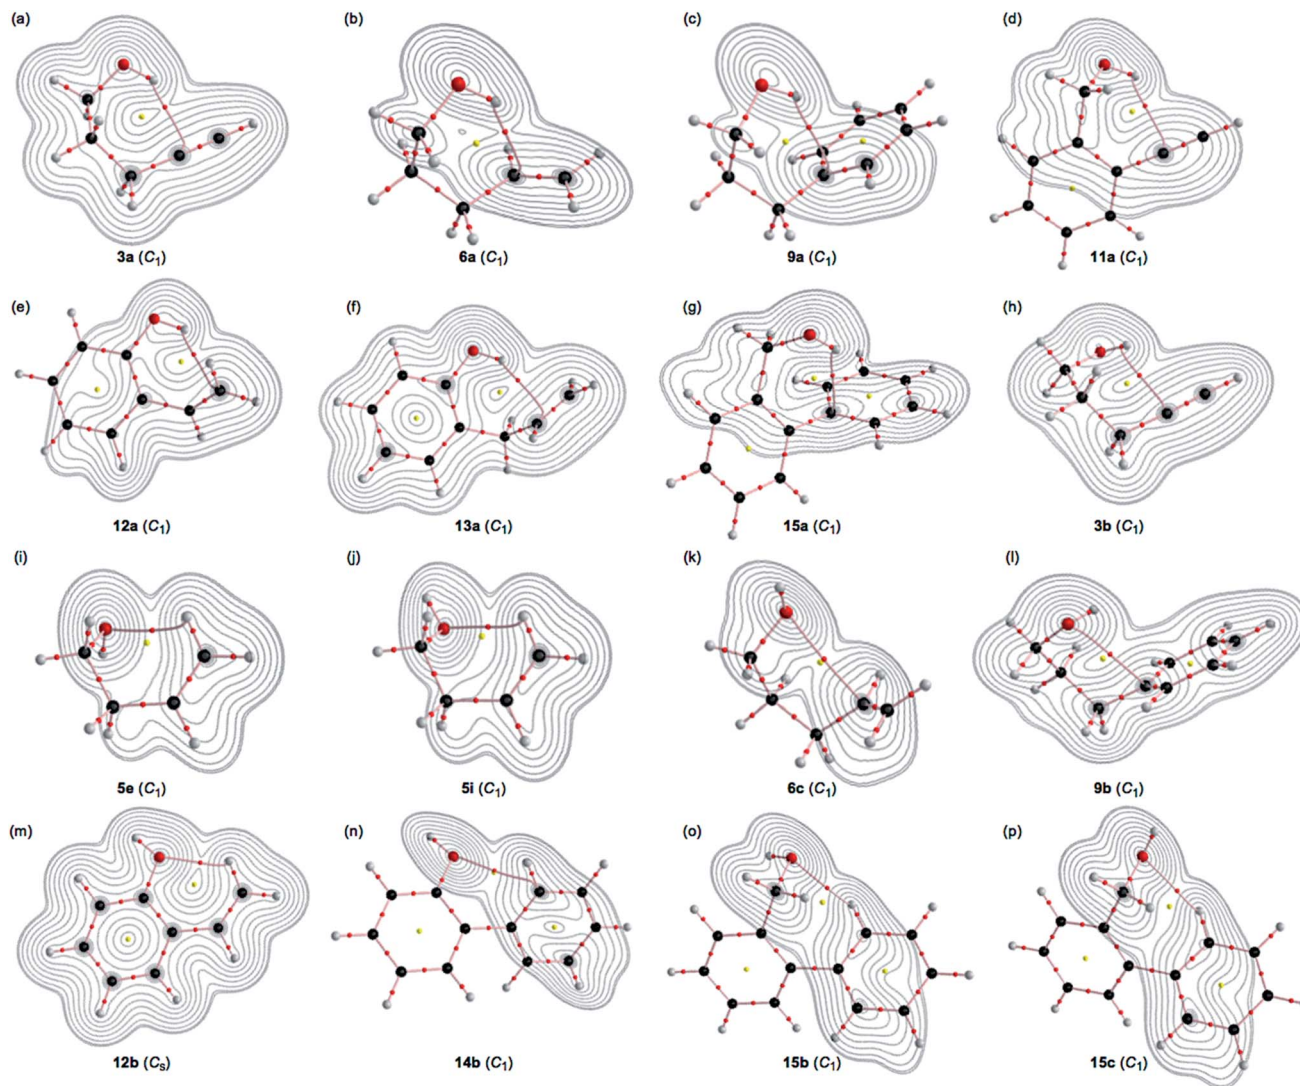 (a)
(b)
(c)
(d)
3a (C₁)
6a (C₁)
9a (C₁)
11a (C₁)
(e)
(f)
(g)
(h)
12a (C₁)
13a (C₁)
15a (C₁)
3b (C₁)
(i)
(j)
(k)
(l)
5e (C₁)
5i (C₁)
6c (C₁)
9b (C₁)
(m)
(n)
(o)
(p)
12b (Cₛ)
14b (C₁)
15b (C₁)
15c (C₁)